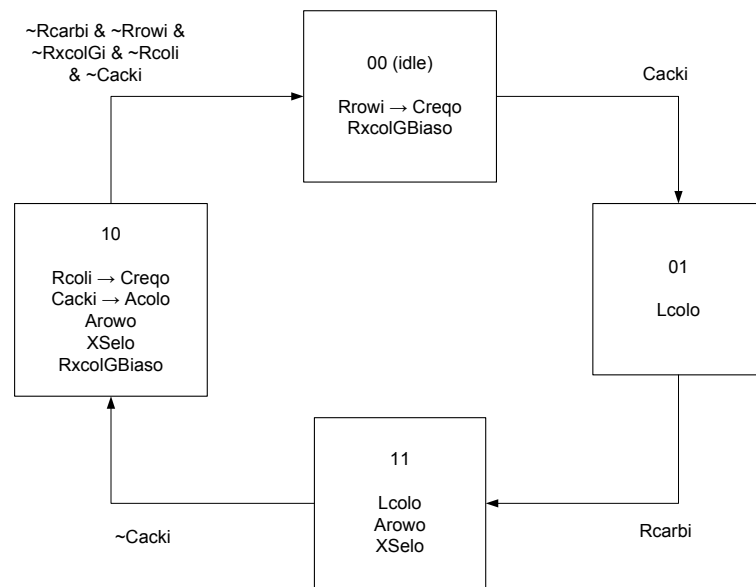 ~Rcarbi & ~Rrowi &
~RxcolGi & ~Rcoli
& ~Cacki
00 (idle)
Rrowi → Creqo
RxcolGBiaso
Cacki
10
Rcoli → Creqo
Cacki → Acolo
Arowo
XSelo
RxcolGBiaso
01
Lcolo
11
Lcolo
Arowo
XSelo
~Cacki
Rcarbi